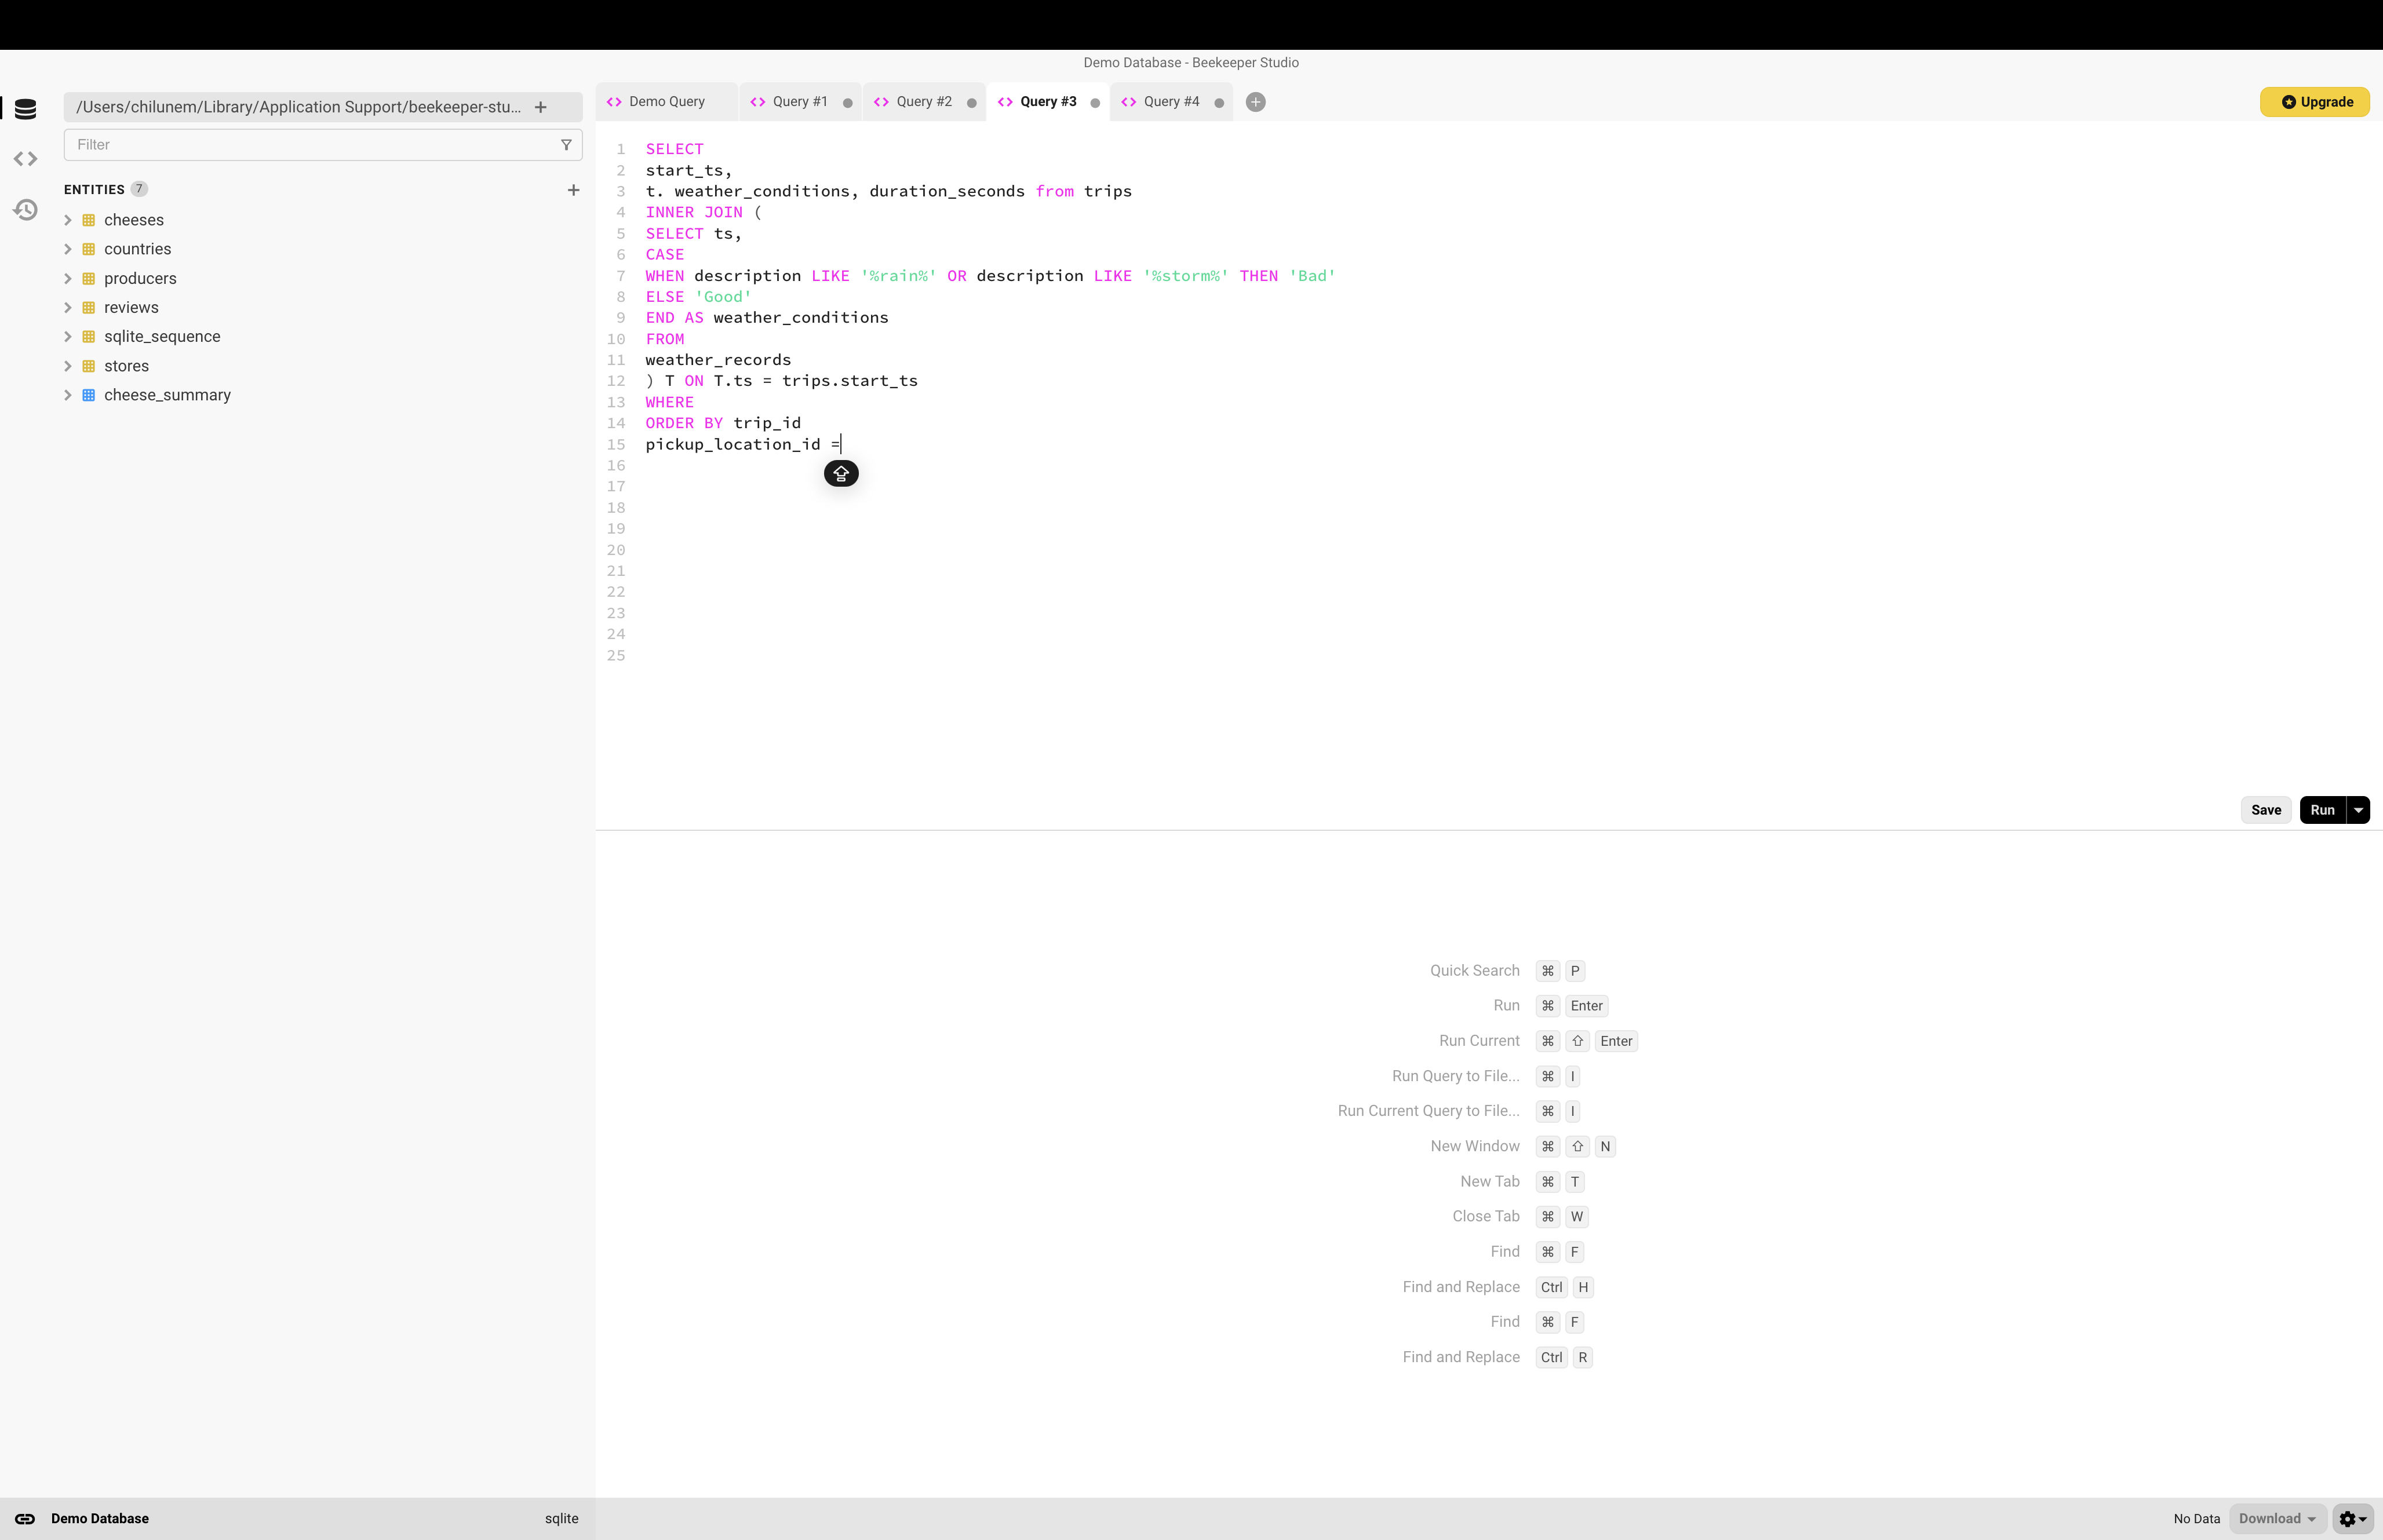 Demo Database - Beekeeper Studio
/Users/chilunem/Library/Application Support/beekeeper-stu... +
Filter
ENTITIES 7 +
cheeses
countries
producers
reviews
sqlite_sequence
stores
cheese_summary
Demo Query
Query #1
Query #2
Query #3
Query #4
Upgrade
1 SELECT
2 start_ts,
3 t. weather_conditions, duration_seconds from trips
4 INNER JOIN (
5 SELECT ts,
6 CASE
7 WHEN description LIKE '%rain%' OR description LIKE '%storm%' THEN 'Bad'
8 ELSE 'Good'
9 END AS weather_conditions
10 FROM
11 weather_records
12 ) T ON T.ts = trips.start_ts
13 WHERE
14 ORDER BY trip_id
15 pickup_location_id =
16
17
18
19
20
21
22
23
24
25
Save
Run
Quick Search ⌘ P
Run ⌘ Enter
Run Current ⌘ ⇧ Enter
Run Query to File... ⌘ I
Run Current Query to File... ⌘ I
New Window ⌘ ⇧ N
New Tab ⌘ T
Close Tab ⌘ W
Find ⌘ F
Find and Replace Ctrl H
Find ⌘ F
Find and Replace Ctrl R
Demo Database
sqlite
No Data
Download